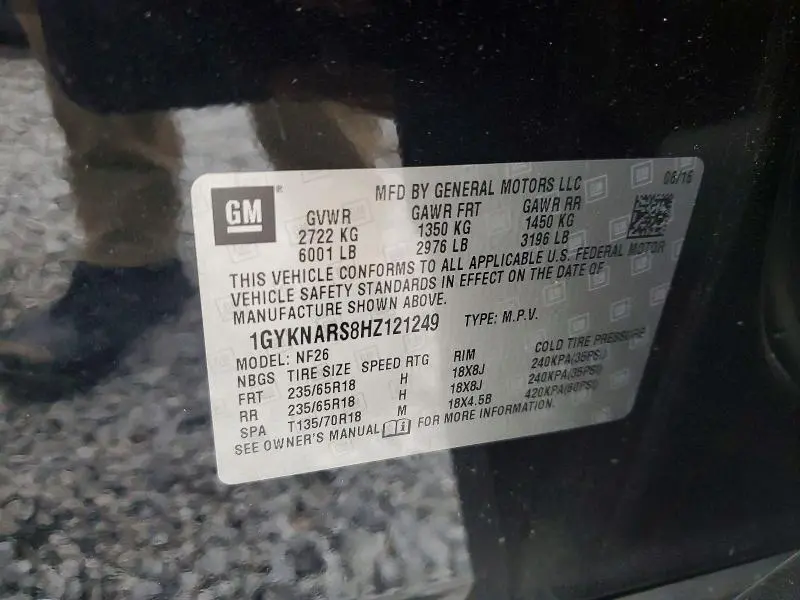 GM
MFD BY GENERAL MOTORS LLC 06/16
GVWR GAWR FRT GAWR RR
2722 KG 1350 KG 1450 KG
6001 LB 2976 LB 3196 LB
THIS VEHICLE CONFORMS TO ALL APPLICABLE U.S. FEDERAL MOTOR
VEHICLE SAFETY STANDARDS IN EFFECT ON THE DATE OF
MANUFACTURE SHOWN ABOVE.
1GYKNARS8HZ121249 TYPE: M.P.V.
MODEL: NF26
NBGS TIRE SIZE SPEED RTG RIM COLD TIRE PRESSURE
FRT 235/65R18 H 18X8J 240KPA(35PSI)
RR 235/65R18 H 18X8J 240KPA(35PSI)
SPA T135/70R18 M 18X4.5B 420KPA(60PSI)
SEE OWNER'S MANUAL i FOR MORE INFORMATION.